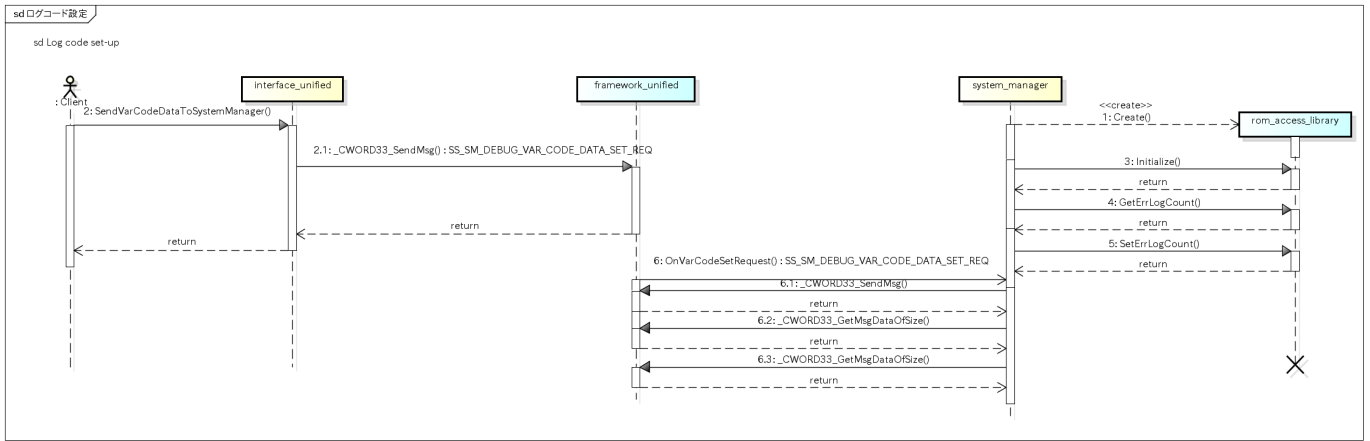 sd ログコード設定
sd Log code set-up
: Client
interface_unified
framework_unified
system_manager
rom_access_library
<<create>>
1: Create()
2: SendVarCodeDataToSystemManager()
2.1: _CWORD33_SendMsg() : SS_SM_DEBUG_VAR_CODE_DATA_SET_REQ
3: Initialize()
return
4: GetErrLogCount()
return
return
return
5: SetErrLogCount()
return
6: OnVarCodeSetRequest() : SS_SM_DEBUG_VAR_CODE_DATA_SET_REQ
6.1: _CWORD33_SendMsg()
return
6.2: _CWORD33_GetMsgDataOfSize()
return
6.3: _CWORD33_GetMsgDataOfSize()
return